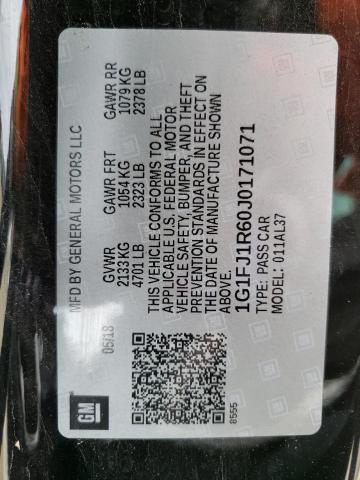 MFD BY GENERAL MOTORS LLC
05/18
GVWR GAWR FRT GAWR RR
2133 KG 1054 KG 1079 KG
4701 LB 2323 LB 2378 LB
THIS VEHICLE CONFORMS TO ALL
APPLICABLE U.S. FEDERAL MOTOR
VEHICLE SAFETY, BUMPER, AND THEFT
PREVENTION STANDARDS IN EFFECT ON
THE DATE OF MANUFACTURE SHOWN
ABOVE.
1G1FJ1R60J0171071
TYPE: PASS CAR
MODEL: 011AL37
GM
8555